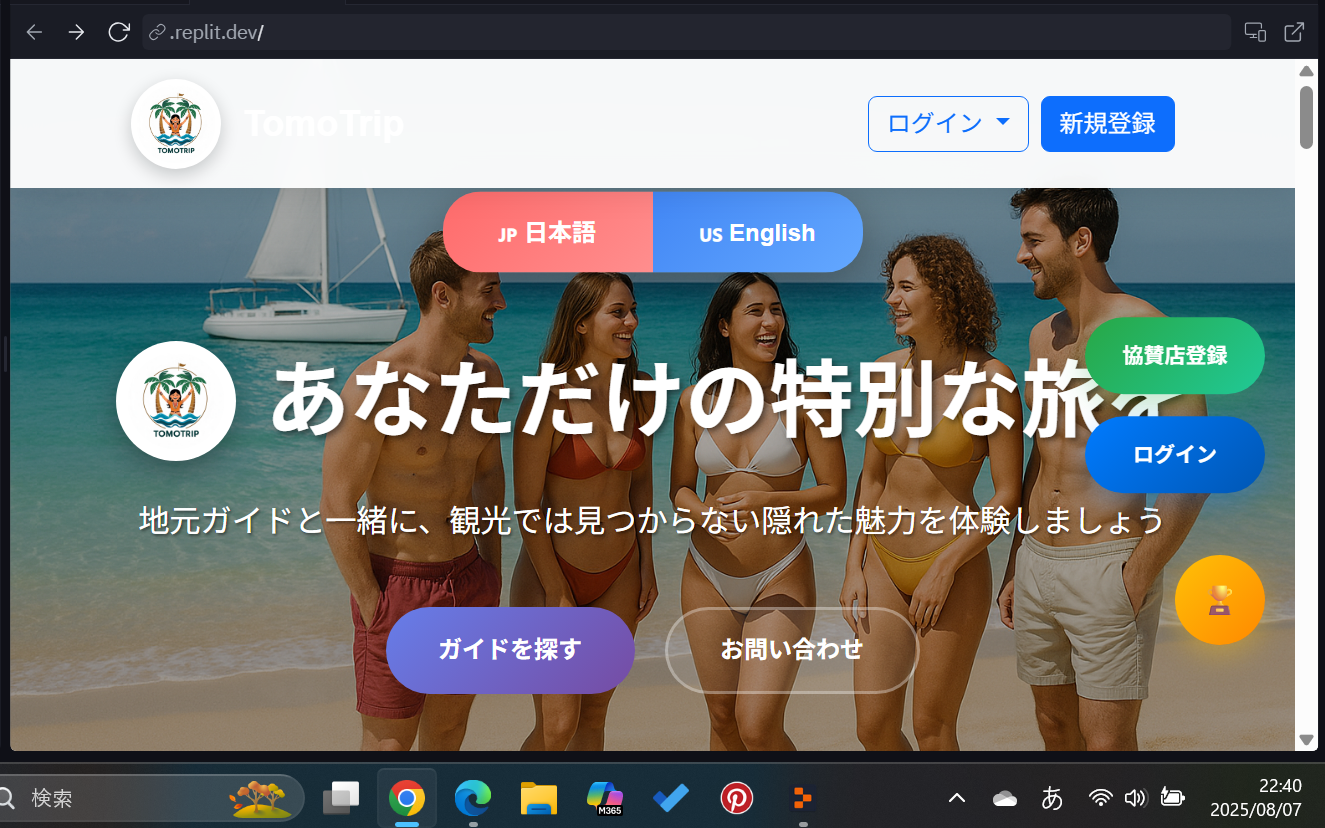 .replit.dev/
TOMOTRIP
TomoTrip
ログイン
新規登録
JP 日本語
US English
協賛店登録
TOMOTRIP
あなただけの特別な旅を
ログイン
地元ガイドと一緒に、観光では見つからない隠れた魅力を体験しましょう
ガイドを探す
お問い合わせ
検索
M365
あ
22:40
2025/08/07